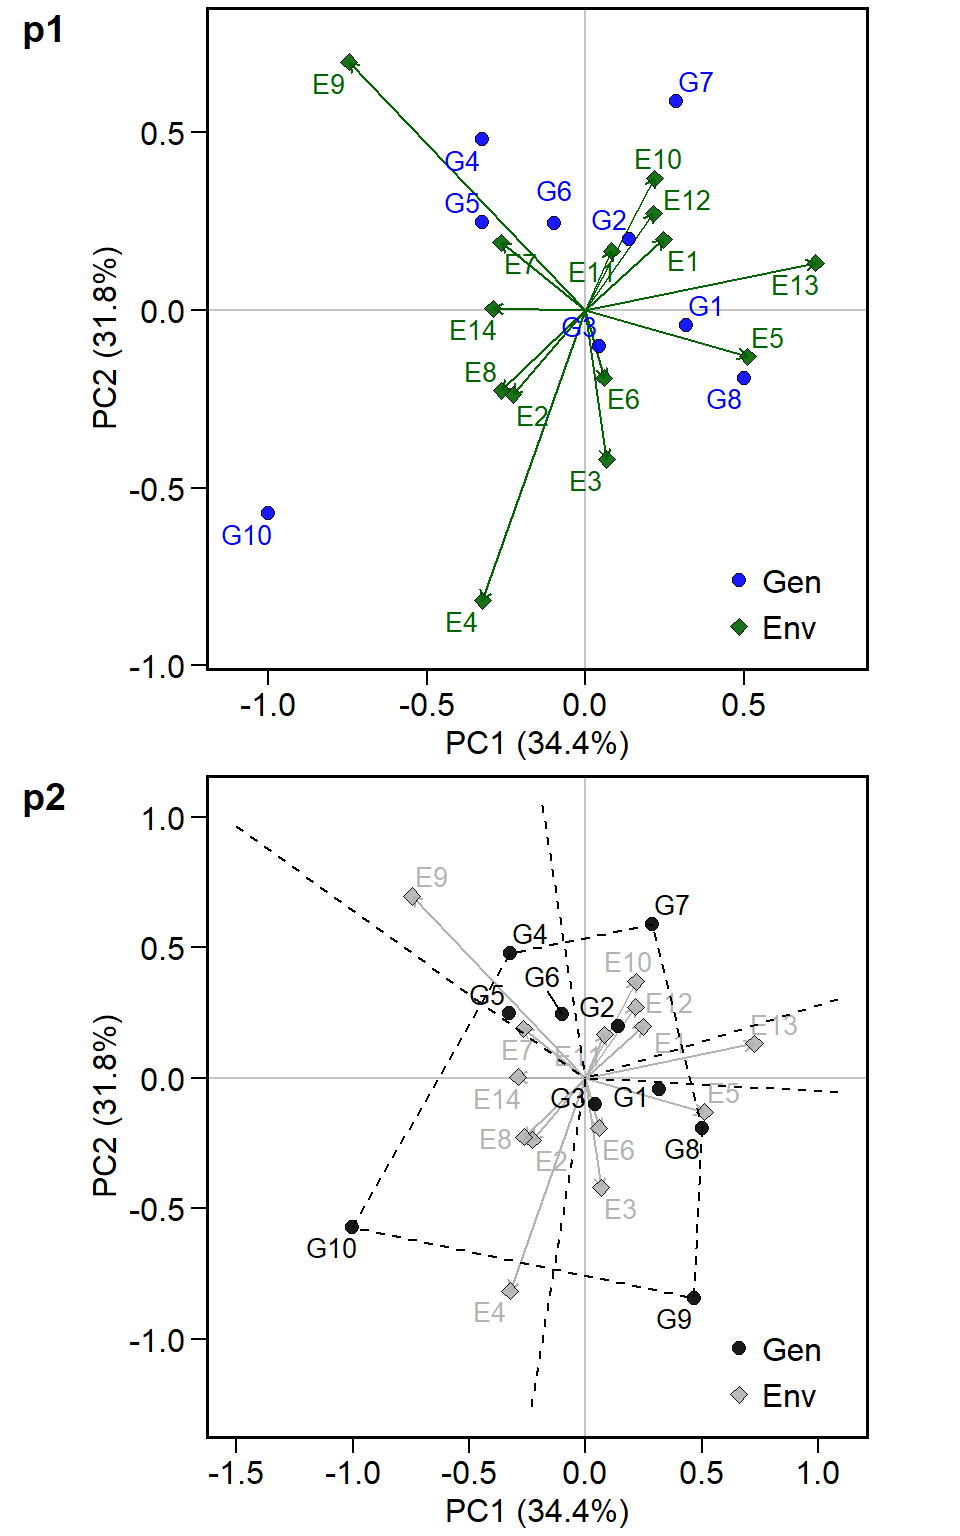 p1
E9
G7
0.5
G4
E10
G5
G6
E12
G2
E7
E11
E1
E13
0.0
G1
G3
E14
E5
E8
E6
G8
E2
E3
-0.5
G10
Gen
E4
Env
-1.0
PC2 (31.8%)
-1.0
-0.5
0.0
0.5
PC1 (34.4%)
p2
1.0
E9
G7
0.5
G4
E10
G6
G5
G2
E12
E13
E7
E11
E1
0.0
E14
G3
G1
E5
E8
E2
E6
G8
-0.5
E3
G10
E4
G9
-1.0
Gen
Env
PC2 (31.8%)
-1.5
-1.0
-0.5
0.0
0.5
1.0
PC1 (34.4%)